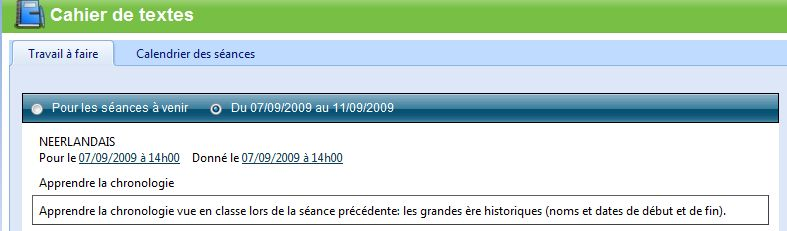 Cahier de textes
Travail à faire Calendrier des séances
Pour les séances à venir Du 07/09/2009 au 11/09/2009
NEERLANDAIS
Pour le 07/09/2009 à 14h00 Donné le 07/09/2009 à 14h00
Apprendre la chronologie
Apprendre la chronologie vue en classe lors de la séance précédente: les grandes ère historiques (noms et dates de début et de fin).